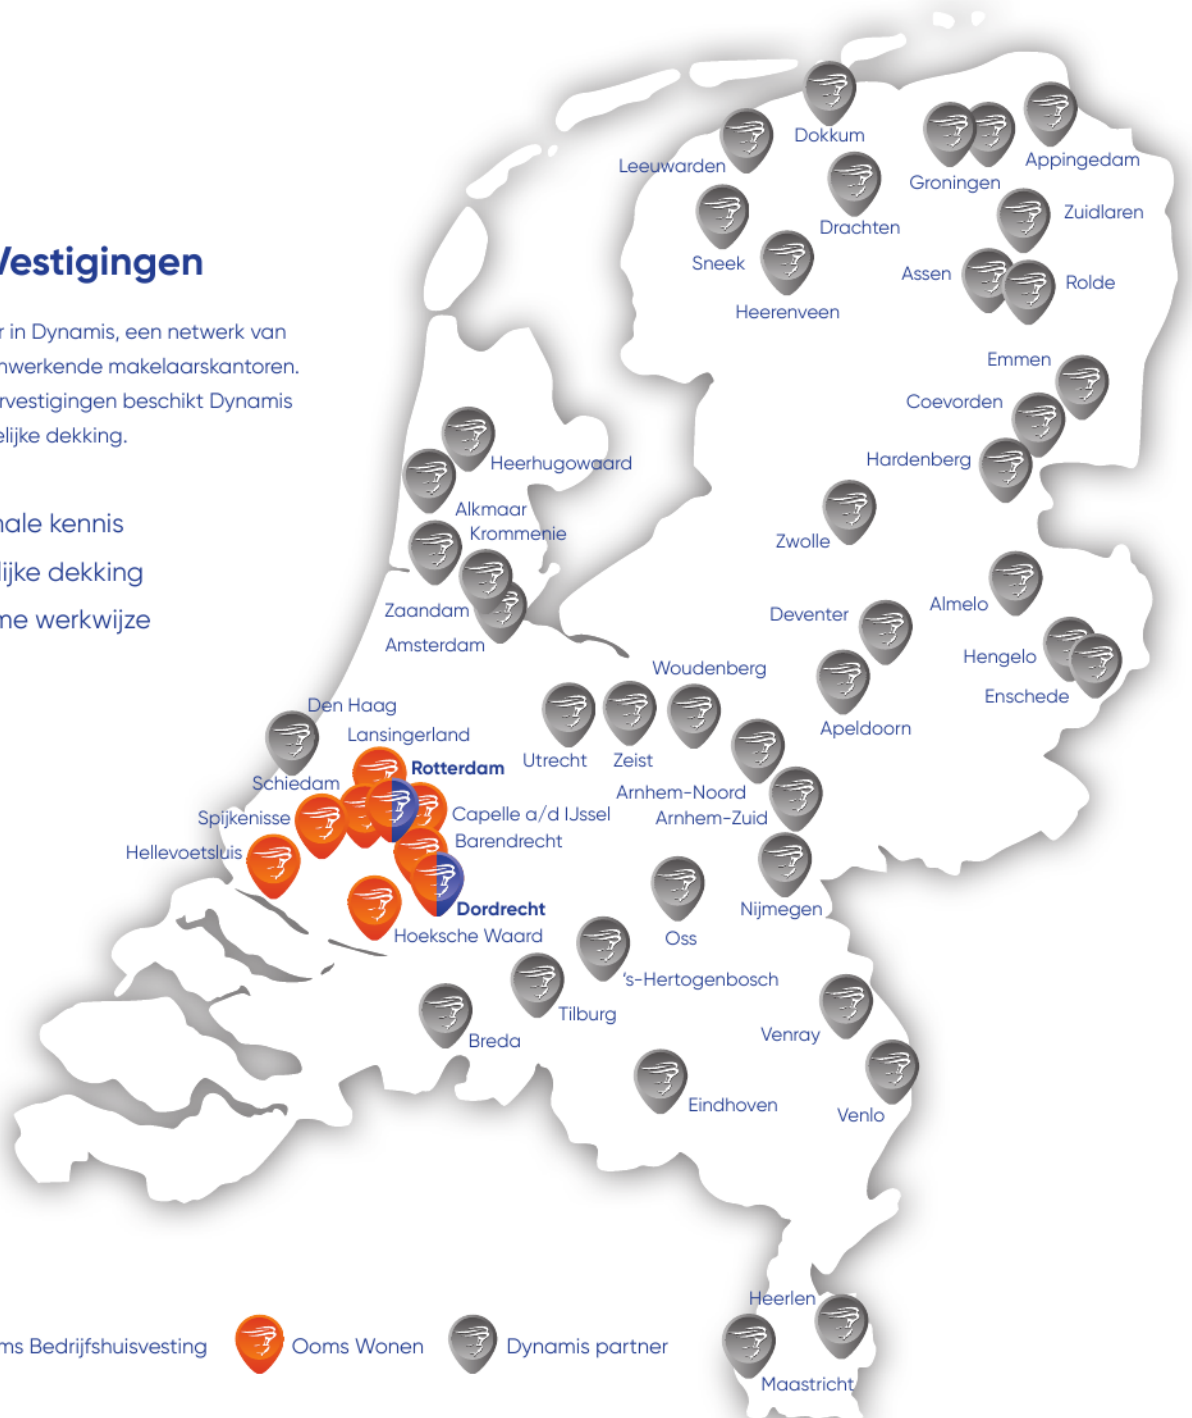 Vestigingen
r in Dynamis, een netwerk van
nwerkende makelaarskantoren.
rvestigingen beschikt Dynamis
elijke dekking.
nale kennis
lijke dekking
me werkwijze
Dokkum
Leeuwarden
Appingedam
Groningen
Zuidlaren
Drachten
Sneek
Assen
Rolde
Heerenveen
Emmen
Coevorden
Hardenberg
Heerhugowaard
Alkmaar
Krommenie
Zwolle
Zaandam
Almelo
Deventer
Amsterdam
Hengelo
Woudenberg
Enschede
Den Haag
Apeldoorn
Lansingerland
Utrecht
Zeist
Rotterdam
Schiedam
Arnhem-Noord
Spijkenisse
Capelle a/d IJssel
Arnhem-Zuid
Barendrecht
Hellevoetsluis
Dordrecht
Nijmegen
Hoeksche Waard
Oss
's-Hertogenbosch
Tilburg
Venray
Breda
Eindhoven
Venlo
Heerlen
Maastricht
ms Bedrijfshuisvesting
Ooms Wonen
Dynamis partner